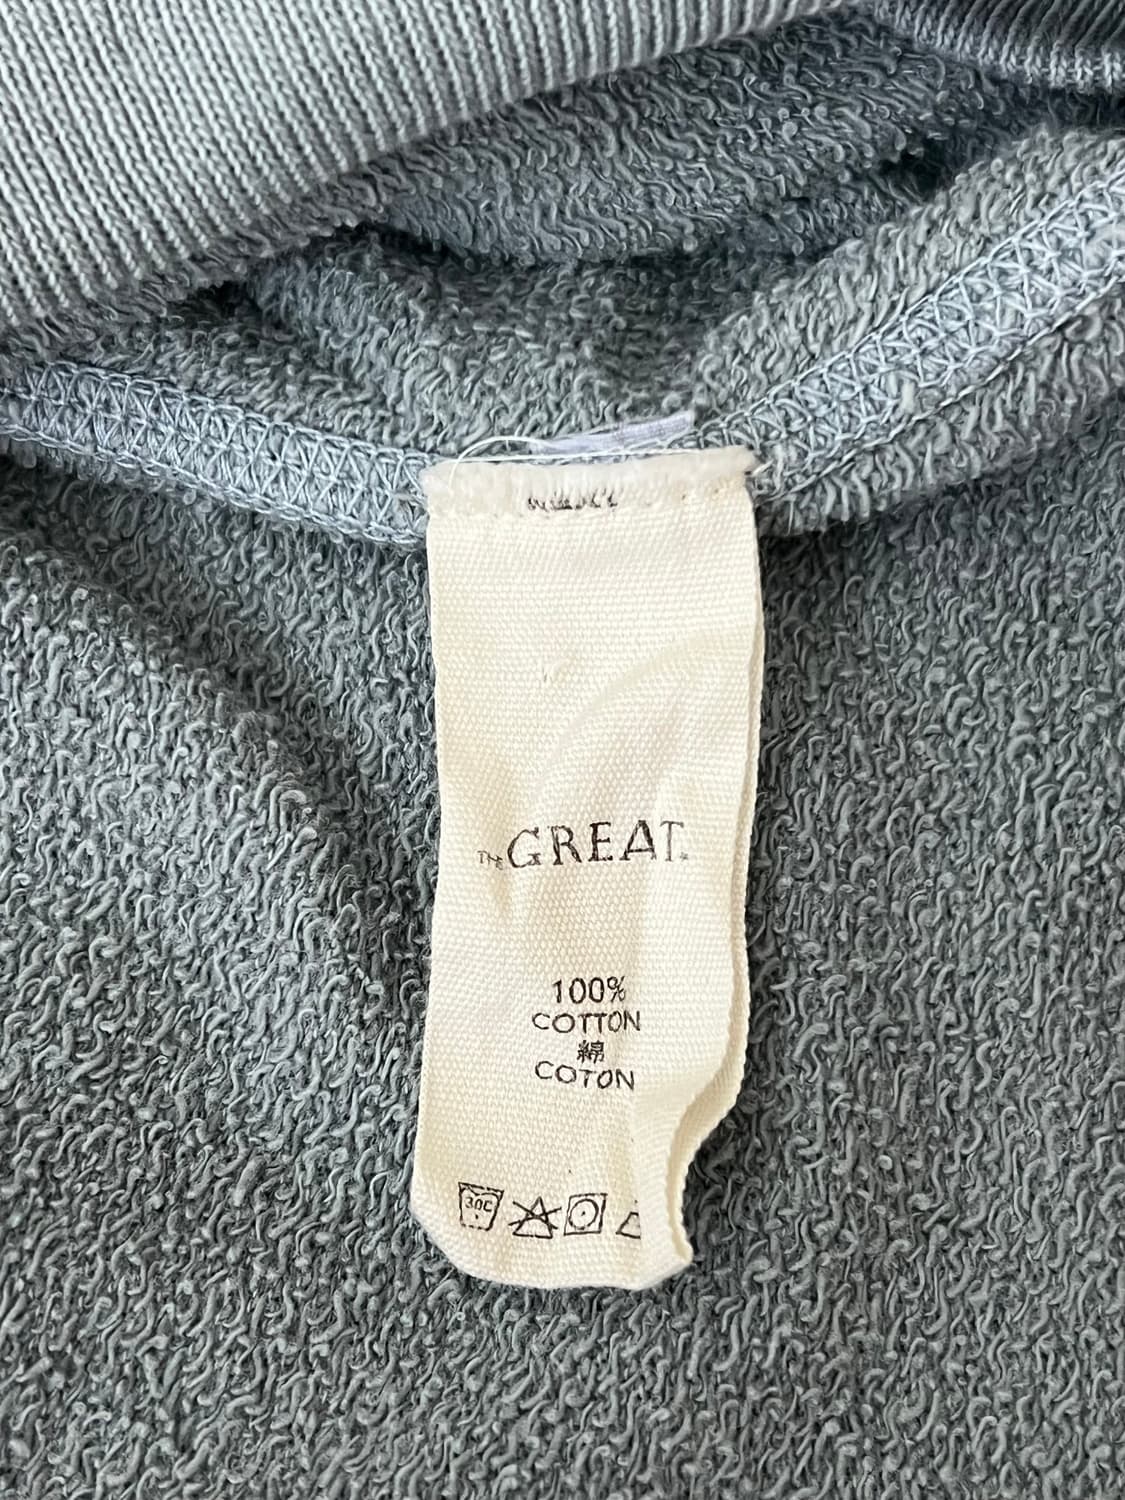 THE GREAT.
100%
COTTON
綿
COTON
30C